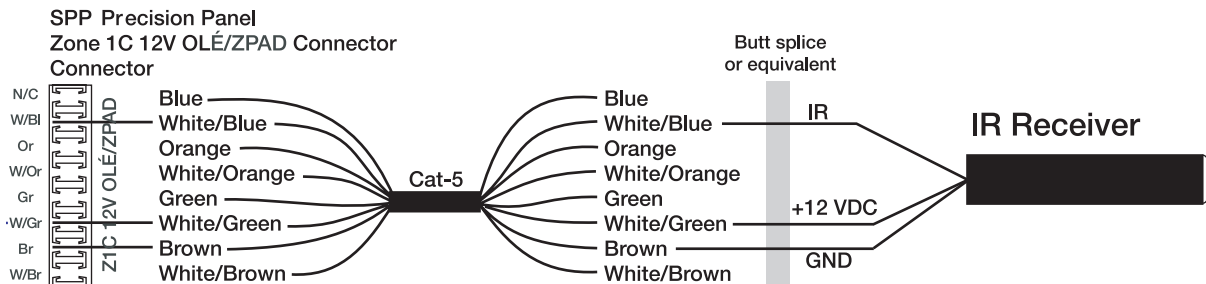 SPP Precision Panel
Zone 1C 12V OLÉ/ZPAD Connector
Connector
N/C
W/Bl
Or
W/Or
Gr
W/Gr
Br
W/Br
Z1C 12V OLÉ/ZPAD
Blue
White/Blue
Orange
White/Orange
Green
White/Green
Brown
White/Brown
Cat-5
Blue
White/Blue
Orange
White/Orange
Green
White/Green
Brown
White/Brown
Butt splice
or equivalent
IR
+12 VDC
GND
IR Receiver